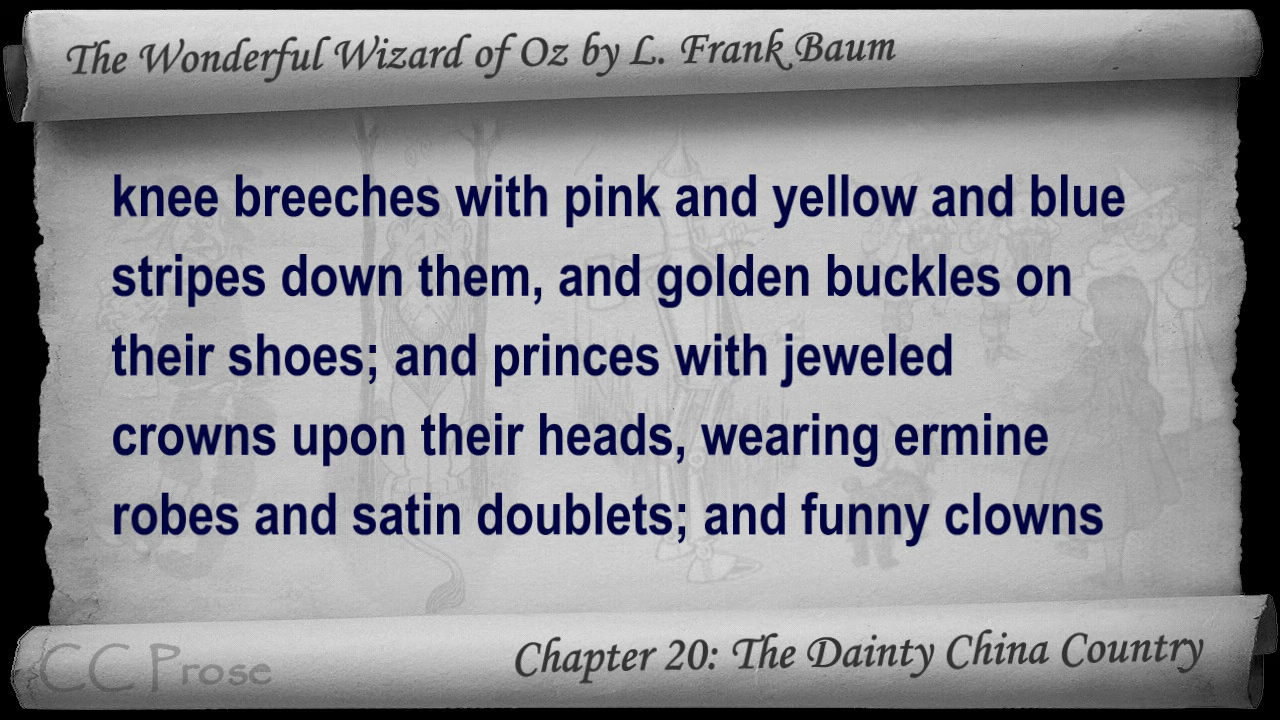 The Wonderful Wizard of Oz by L. Frank Baum
knee breeches with pink and yellow and blue
stripes down them, and golden buckles on
their shoes; and princes with jeweled
crowns upon their heads, wearing ermine
robes and satin doublets; and funny clowns
CC Prose
Chapter 20: The Dainty China Country